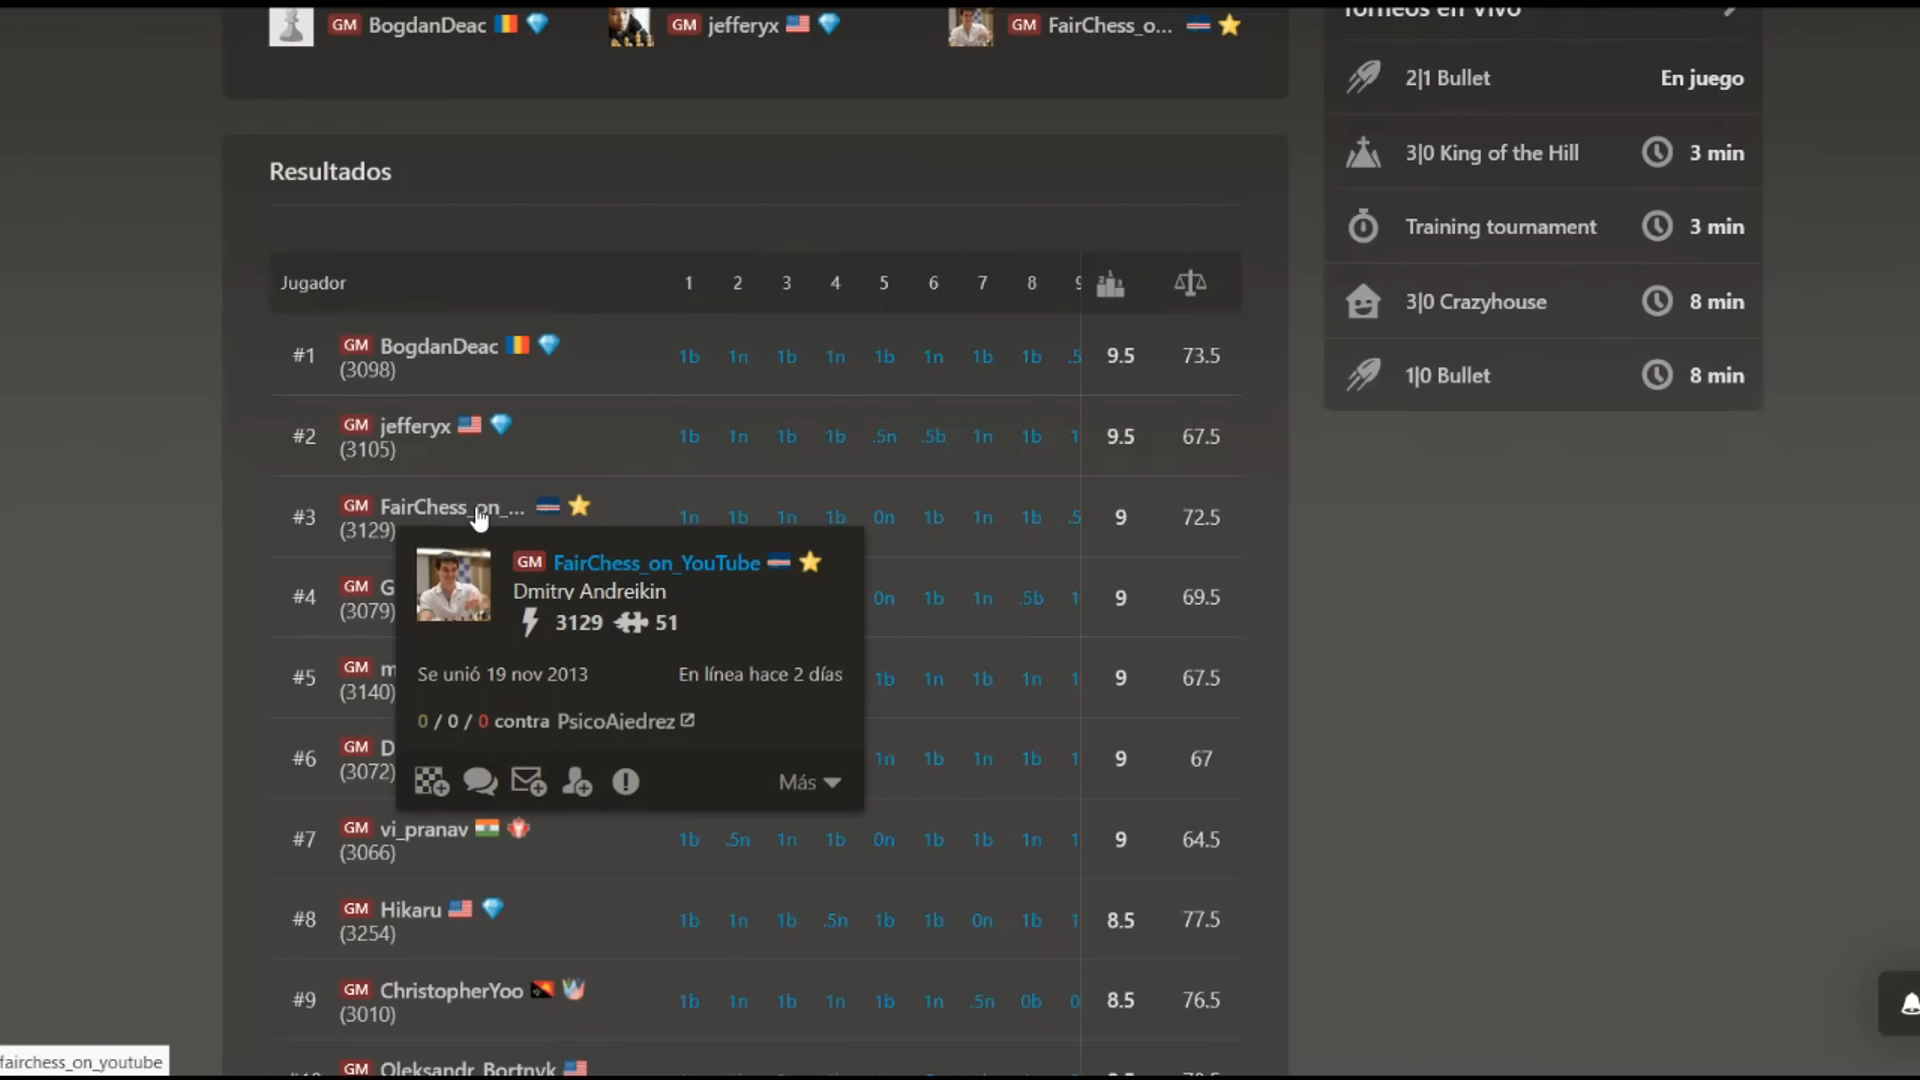 GM BogdanDeac
GM jefferyx
GM FairChess_o...
Torneos en Vivo
2|1 Bullet En juego
3|0 King of the Hill 3 min
Training tournament 3 min
3|0 Crazyhouse 8 min
1|0 Bullet 8 min
Resultados
Jugador 1 2 3 4 5 6 7 8 9
#1 GM BogdanDeac (3098) 1b 1n 1b 1n 1b 1n 1b 1b .5 9.5 73.5
#2 GM jefferyx (3105) 1b 1n 1b 1b .5n .5b 1n 1b 1 9.5 67.5
#3 GM FairChess_on_... (3129) 1n 1b 1n 1b 0n 1b 1n 1b .5 9 72.5
GM FairChess_on_YouTube
Dmitry Andreikin
3129 51
Se unió 19 nov 2013 En línea hace 2 días
0 / 0 / 0 contra PsicoAjedrez
Más
#4 GM G (3079) 0n 1b 1n .5b 1 9 69.5
#5 GM m (3140) 1b 1n 1b 1n 1 9 67.5
#6 GM D (3072) 1n 1b 1n 1b 1 9 67
#7 GM vi_pranav (3066) 1b .5n 1n 1b 0n 1b 1b 1n 1 9 64.5
#8 GM Hikaru (3254) 1b 1n 1b .5n 1b 1b 0n 1b 1 8.5 77.5
#9 GM ChristopherYoo (3010) 1b 1n 1b 1n 1b 1n .5n 0b 0 8.5 76.5
GM Oleksandr_Bortnyk
fairchess_on_youtube